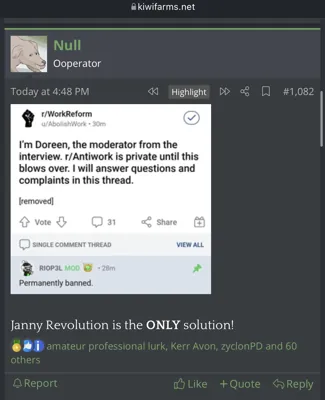 kiwifarms.net
Null
Ooperator
Today at 4:48 PM
Highlight
#1,082
r/WorkReform
u/AbolishWork • 30m
I'm Doreen, the moderator from the
interview. r/Antiwork is private until this
blows over. I will answer questions and
complaints in this thread.
[removed]
Vote
31
Share
SINGLE COMMENT THREAD
VIEW ALL
RIOP3L MOD • 28m
Permanently banned.
Janny Revolution is the ONLY solution!
amateur professional lurk, Kerr Avon, zyclonPD and 60
others
Report
Like
+Quote
Reply